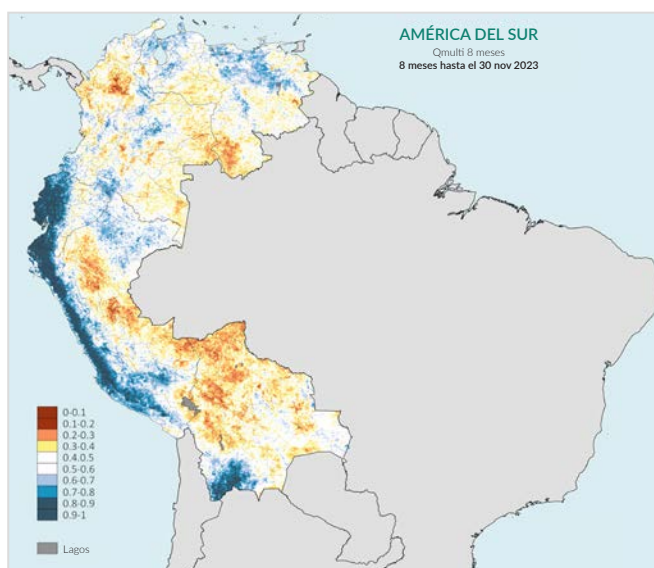 AMÉRICA DEL SUR
Qmulti 8 meses
8 meses hasta el 30 nov 2023
0-0.1
0.1-0.2
0.2-0.3
0.3-0.4
0.4-0.5
0.5-0.6
0.6-0.7
0.7-0.8
0.8-0.9
0.9-1
Lagos